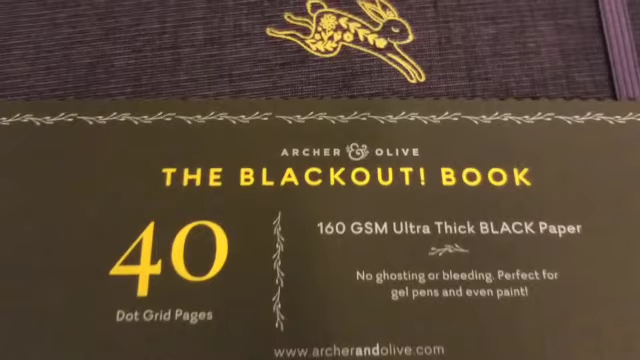 ARCHER & OLIVE
THE BLACKOUT! BOOK
40
Dot Grid Pages
160 GSM Ultra Thick BLACK Paper
No ghosting or bleeding. Perfect for
gel pens and even paint!
www.archerandolive.com